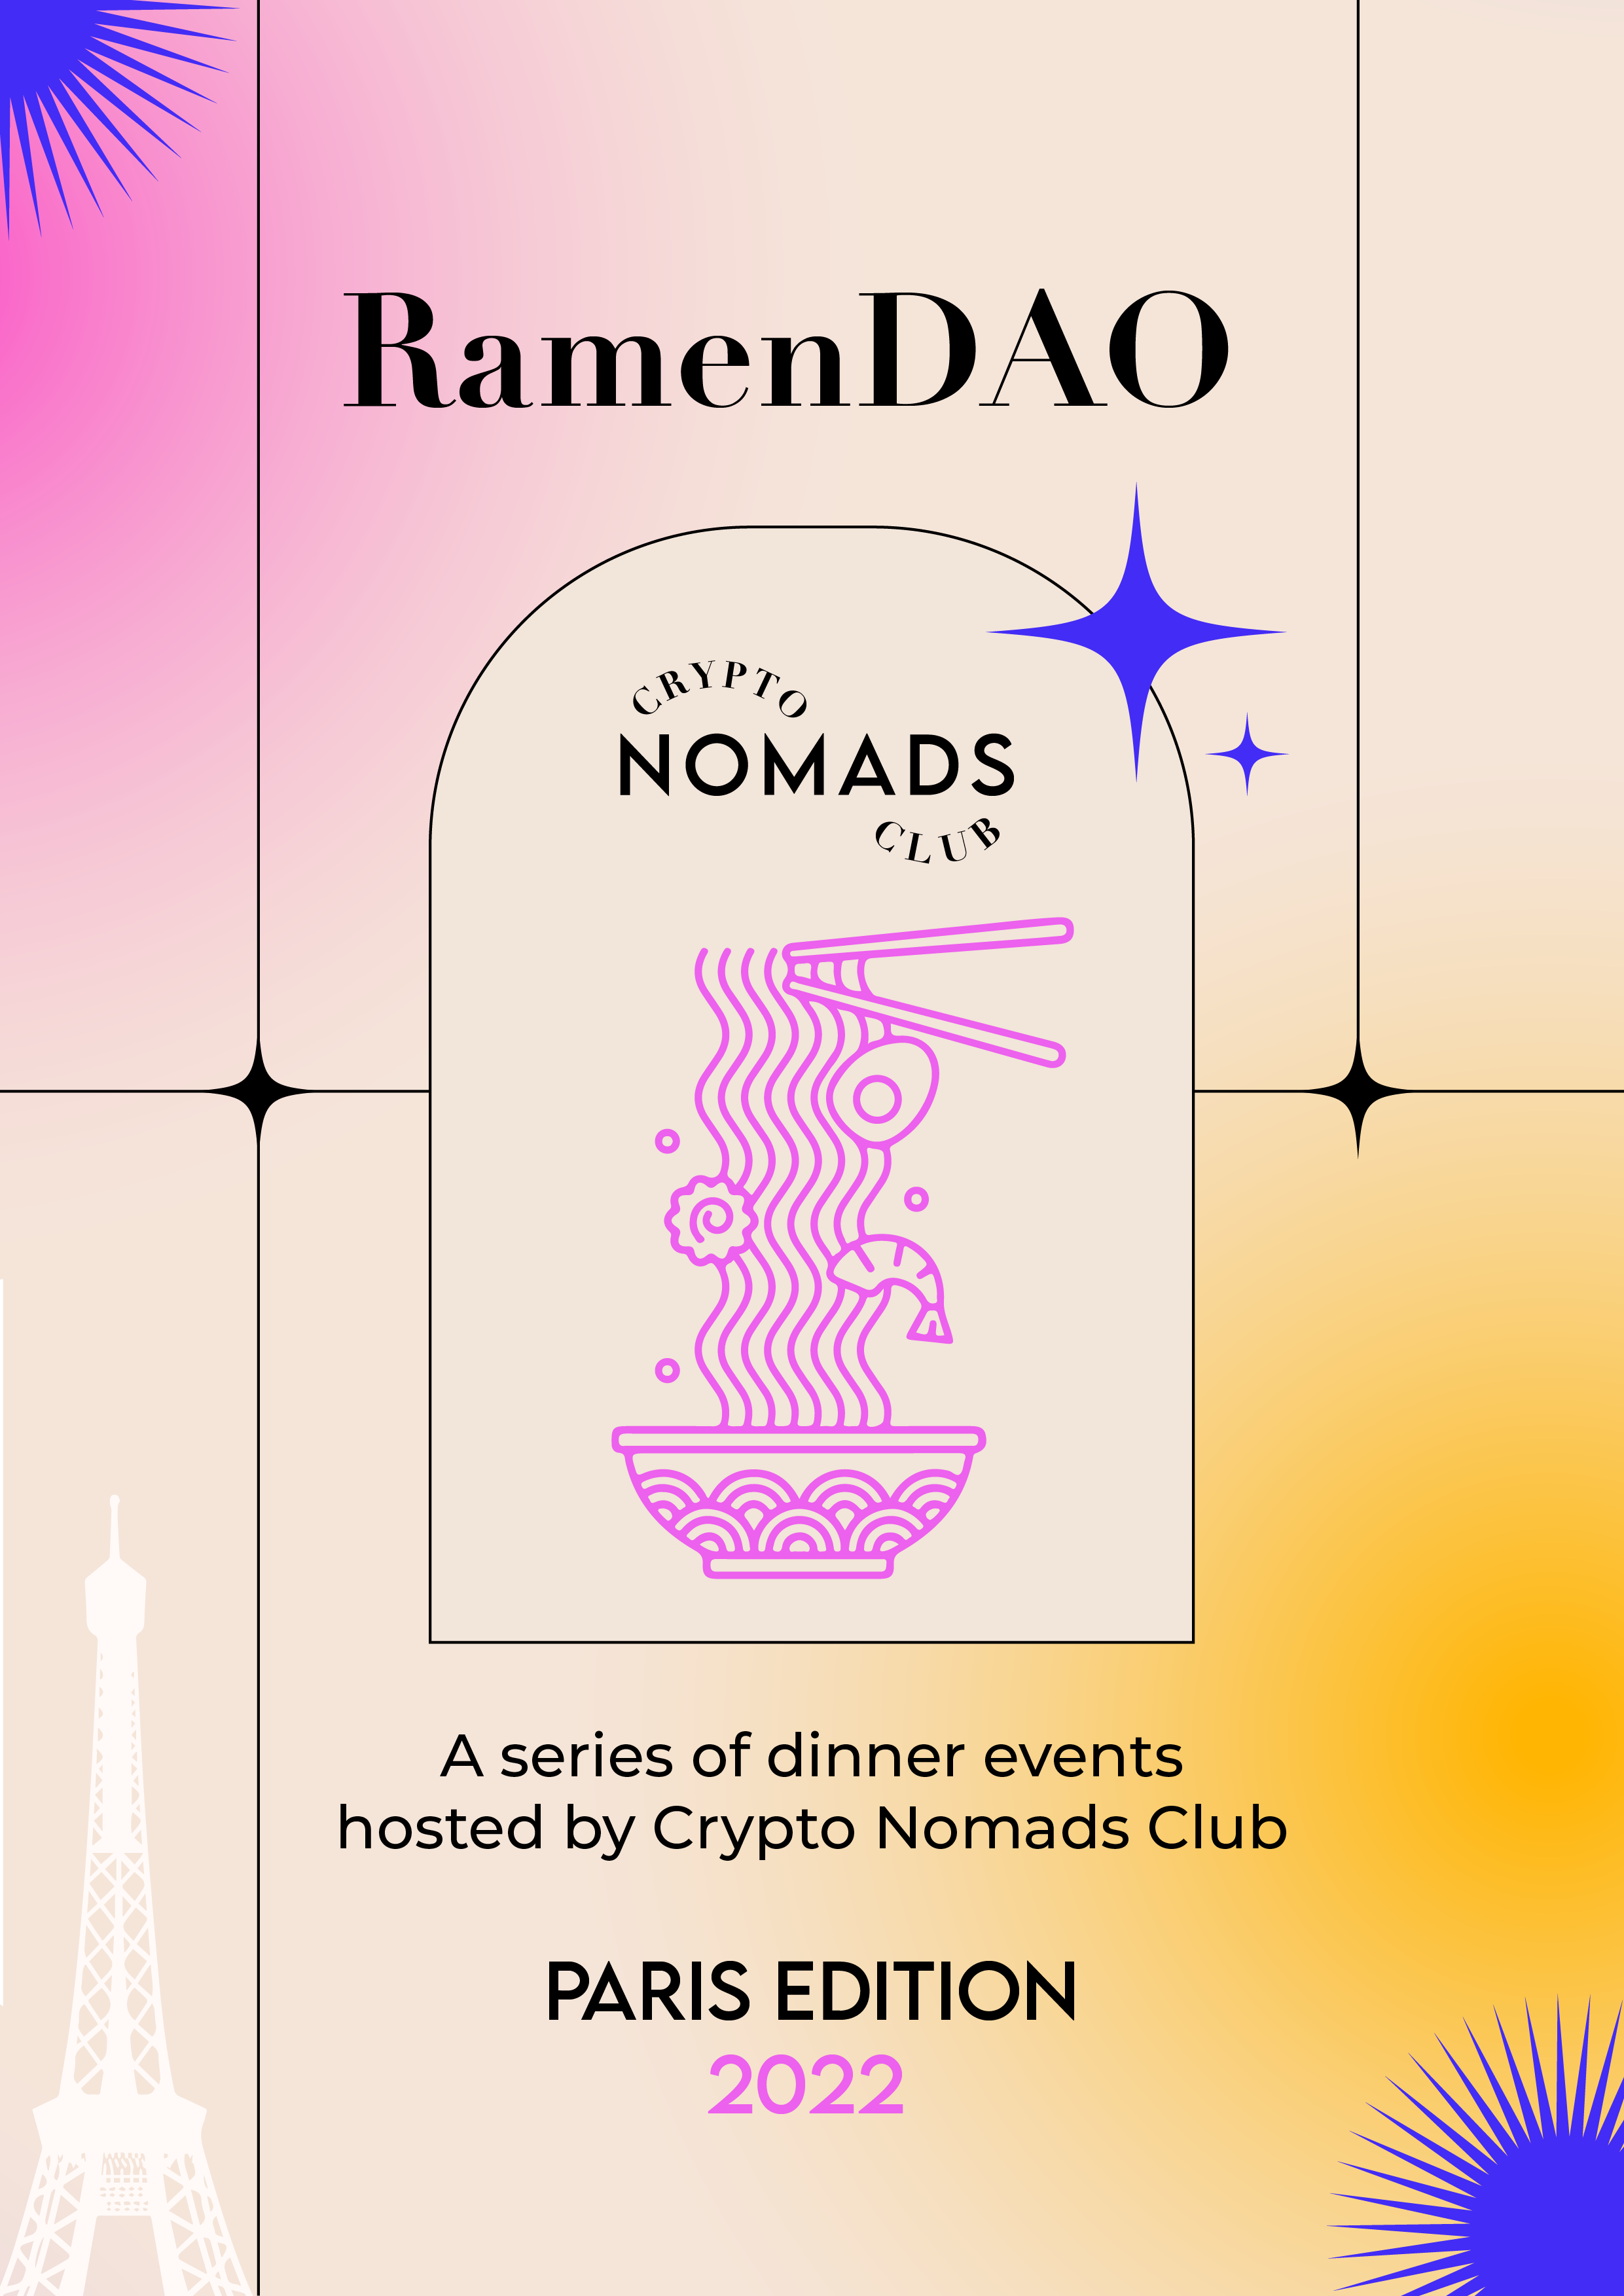 RamenDAO
CRYPTO
NOMADS
CLUB
A series of dinner events
hosted by Crypto Nomads Club
PARIS EDITION
2022